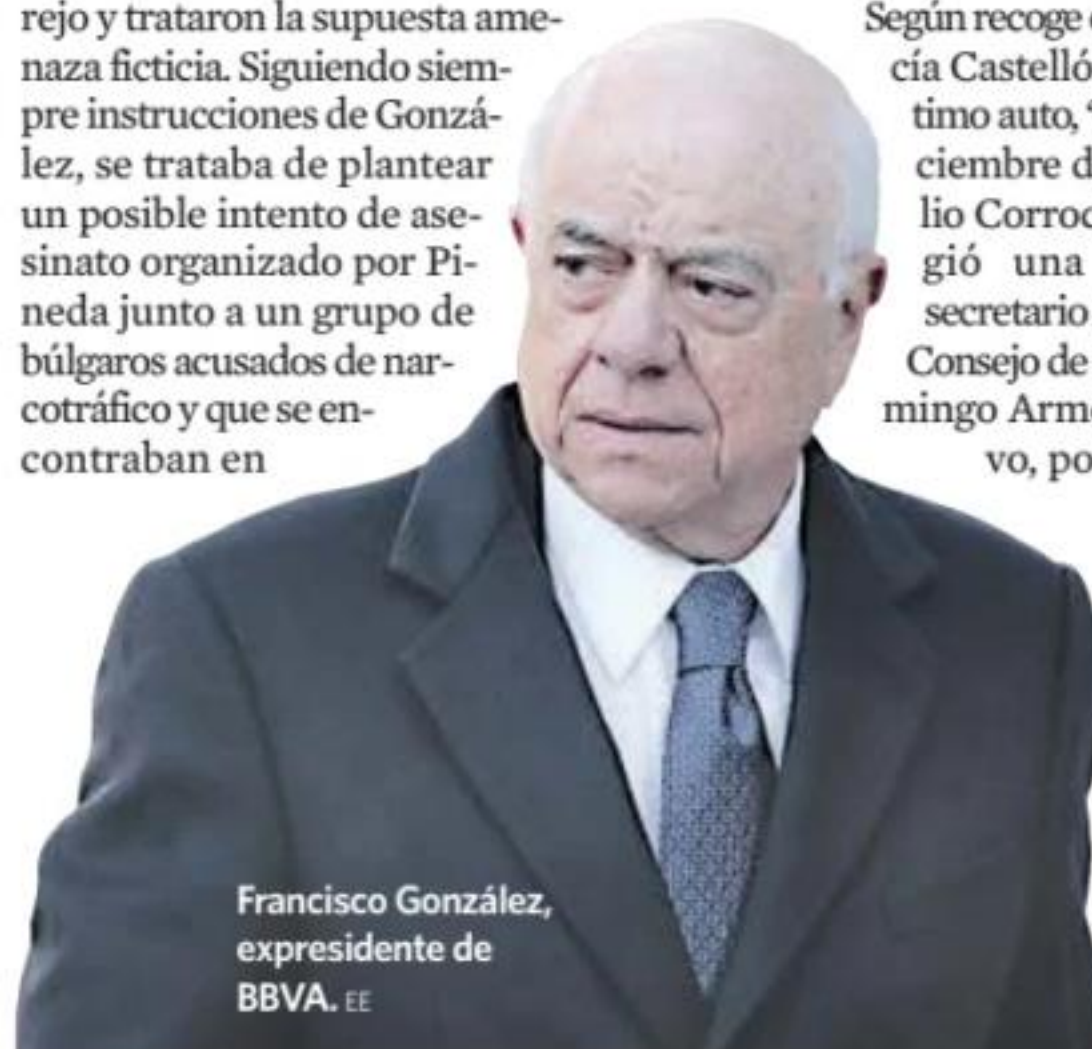 rejo y trataron la supuesta ame-
naza ficticia. Siguiendo siem-
pre instrucciones de Gonzá-
lez, se trataba de plantear
un posible intento de ase-
sinato organizado por Pi-
neda junto a un grupo de
búlgaros acusados de nar-
cotráfico y que se en-
contraban en
Según recoge
cía Castelló
timo auto,
ciembre d
lio Corro
gió una
secretario
Consejo de
mingo Arm
vo, po
Francisco González,
expresidente de
BBVA. EE